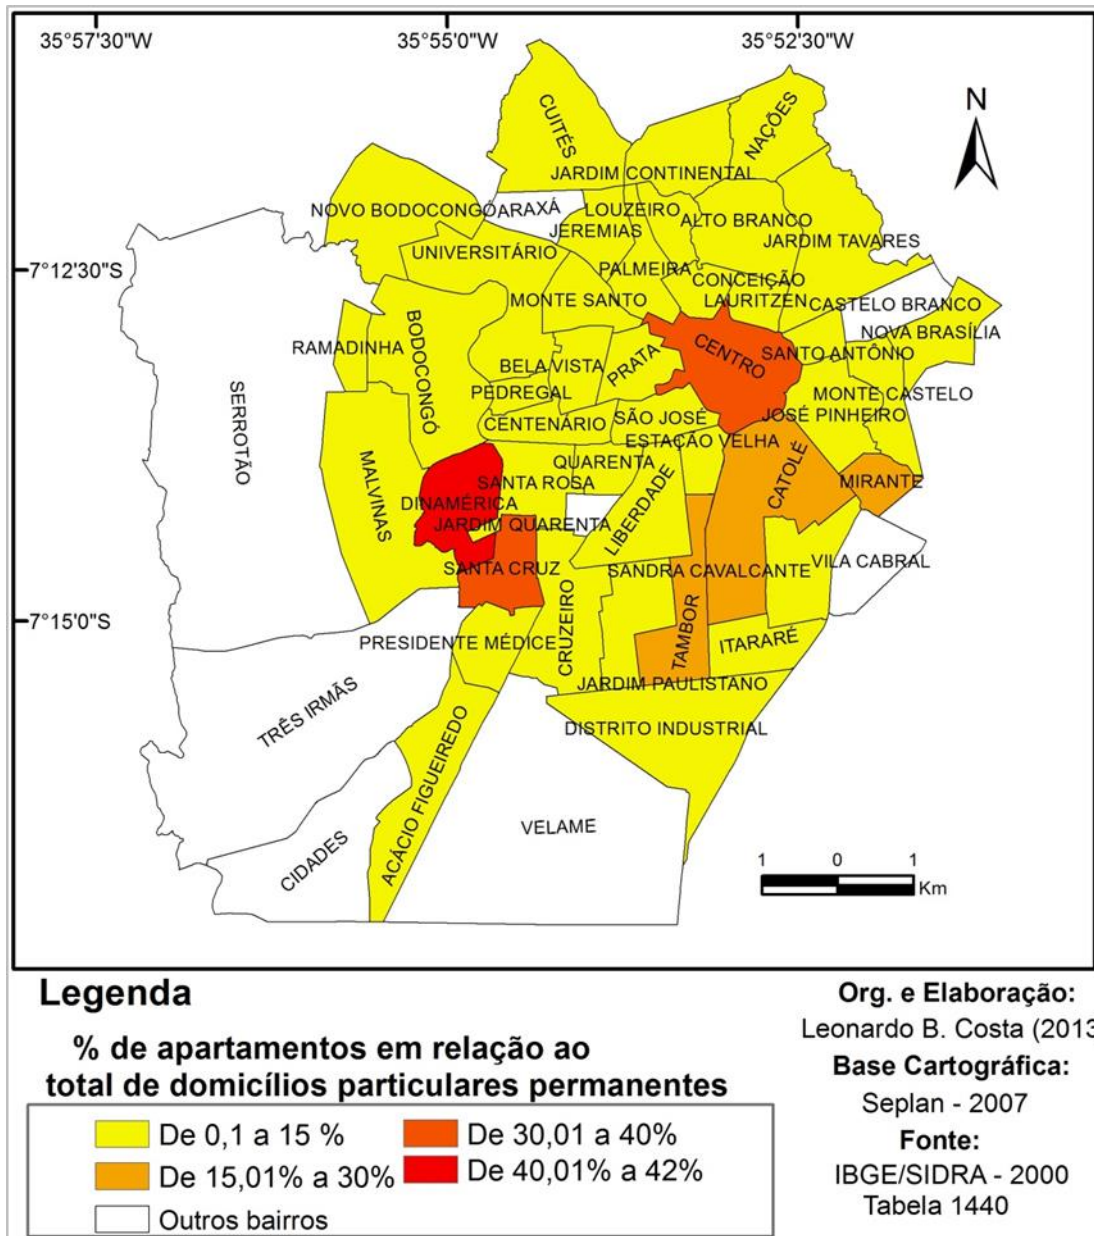 35°57'30"W
35°55'0"W
35°52'30"W
N
CUITÉS
NAÇÕES
JARDIM CONTINENTAL
NOVO BODOCONGÓ
ARAXÁ
LOUZEIRO
JEREMIAS
ALTO BRANCO
JARDIM TAVARES
UNIVERSITÁRIO
7°12'30"S
PALMEIRA
CONCEIÇÃO
MONTE SANTO
LAURITZEN
CASTELO BRANCO
NOVA BRASÍLIA
BODOCONGÓ
RAMADINHA
CENTRO
SANTO ANTÔNIO
BELA VISTA
PRATA
SERROTÃO
PEDREGAL
MONTE CASTELO
CENTENÁRIO
SÃO JOSÉ
JOSÉ PINHEIRO
ESTAÇÃO VELHA
QUARENTA
CATOLÉ
MIRANTE
MALVINAS
SANTA ROSA
DINAMÉRICA
JARDIM QUARENTA
LIBERDADE
SANTA CRUZ
SANDRA CAVALCANTE
VILA CABRAL
7°15'0"S
PRESIDENTE MÉDICE
CRUZEIRO
TAMBOR
ITARARÉ
JARDIM PAULISTANO
TRÊS IRMÃS
DISTRITO INDUSTRIAL
ACÁCIO FIGUEIREDO
VELAME
CIDADES
1 0 1
Km
Legenda
% de apartamentos em relação ao
total de domicílios particulares permanentes
De 0,1 a 15 %
De 30,01 a 40%
De 15,01% a 30%
De 40,01% a 42%
Outros bairros
Org. e Elaboração:
Leonardo B. Costa (2013
Base Cartográfica:
Seplan - 2007
Fonte:
IBGE/SIDRA - 2000
Tabela 1440